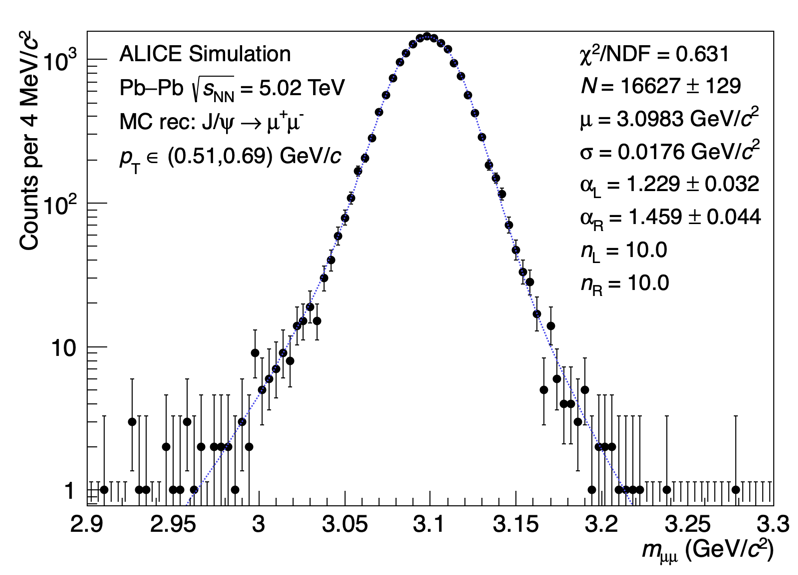 Counts per 4 MeV/c²
10³
10²
10
1
ALICE Simulation
Pb–Pb √sNN = 5.02 TeV
MC rec: J/ψ → μ⁺μ⁻
pT ∈ (0.51,0.69) GeV/c
χ²/NDF = 0.631
N = 16627 ± 129
μ = 3.0983 GeV/c²
σ = 0.0176 GeV/c²
αL = 1.229 ± 0.032
αR = 1.459 ± 0.044
nL = 10.0
nR = 10.0
2.9 2.95 3 3.05 3.1 3.15 3.2 3.25 3.3
mμμ (GeV/c²)